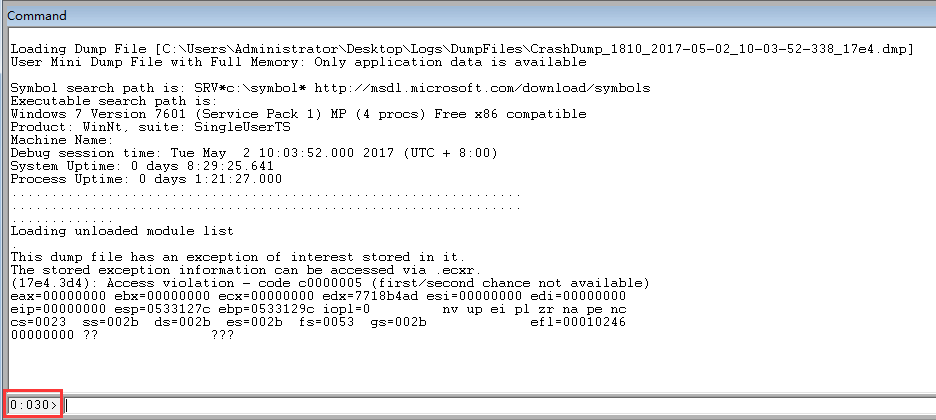 Command
Loading Dump File [C:\Users\Administrator\Desktop\Logs\DumpFiles\CrashDump_1810_2017-05-02_10-03-52-338_17e4.dmp]
User Mini Dump File with Full Memory: Only application data is available
Symbol search path is: SRV*c:\symbol* http://msdl.microsoft.com/download/symbols
Executable search path is:
Windows 7 Version 7601 (Service Pack 1) MP (4 procs) Free x86 compatible
Product: WinNt, suite: SingleUserTS
Machine Name:
Debug session time: Tue May  2 10:03:52.000 2017 (UTC + 8:00)
System Uptime: 0 days 8:29:25.641
Process Uptime: 0 days 1:21:27.000
................................................................
................................................................
.............
Loading unloaded module list
.
This dump file has an exception of interest stored in it.
The stored exception information can be accessed via .ecxr.
(17e4.3d4): Access violation - code c0000005 (first/second chance not available)
eax=00000000 ebx=00000000 ecx=00000000 edx=7718b4ad esi=00000000 edi=00000000
eip=00000000 esp=0533127c ebp=0533129c iopl=0         nv up ei pl zr na pe nc
cs=0023  ss=002b  ds=002b  es=002b  fs=0053  gs=002b             efl=00010246
00000000 ??              ???
0:030>